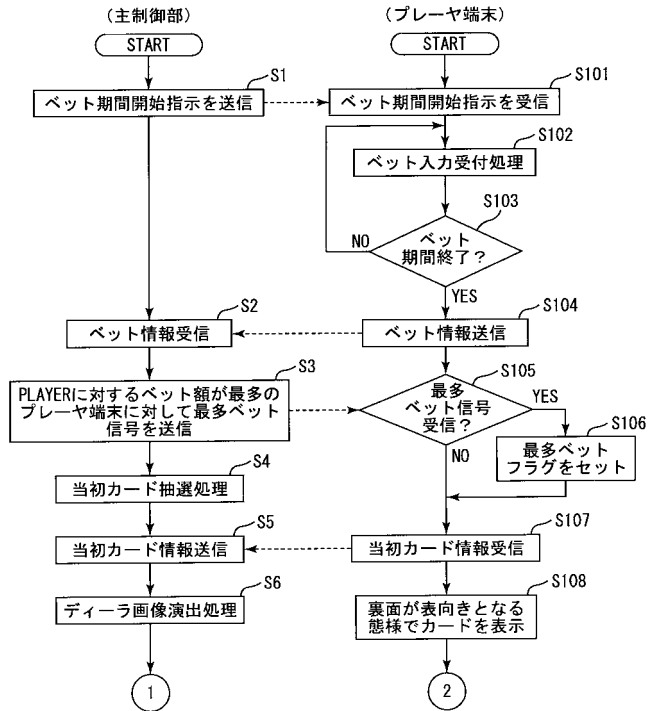 （主制御部）
START
S1
ベット期間開始指示を送信
S2
ベット情報受信
S3
PLAYERに対するベット額が最多の
プレーヤ端末に対して最多ベット
信号を送信
S4
当初カード抽選処理
S5
当初カード情報送信
S6
ディーラ画像演出処理
1
（プレーヤ端末）
START
S101
ベット期間開始指示を受信
S102
ベット入力受付処理
S103
ベット
期間終了？
NO
YES
S104
ベット情報送信
S105
最多
ベット信号
受信？
YES
NO
S106
最多ベット
フラグをセット
S107
当初カード情報受信
S108
裏面が表向きとなる
態様でカードを表示
2